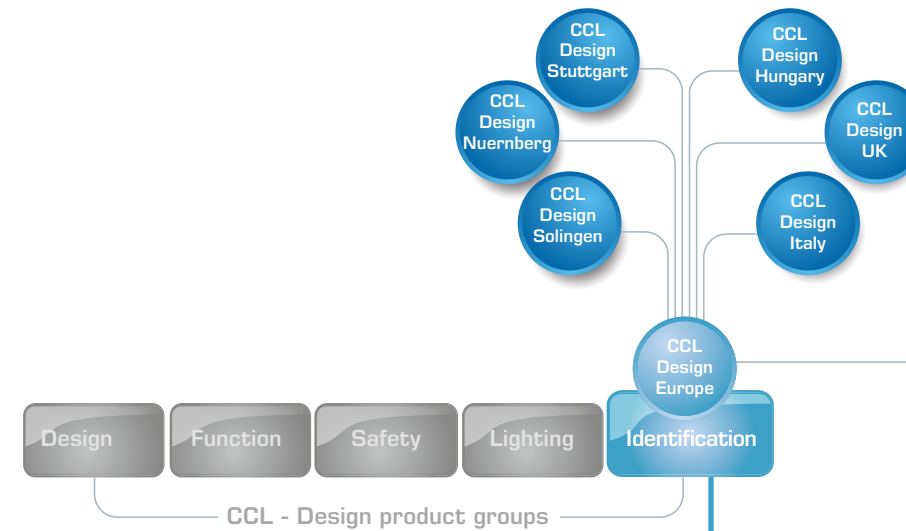 CCL
Design
Stuttgart
CCL
Design
Hungary
CCL
Design
Nuernberg
CCL
Design
UK
CCL
Design
Solingen
CCL
Design
Italy
CCL
Design
Europe
Design
Function
Safety
Lighting
Identification
CCL - Design product groups